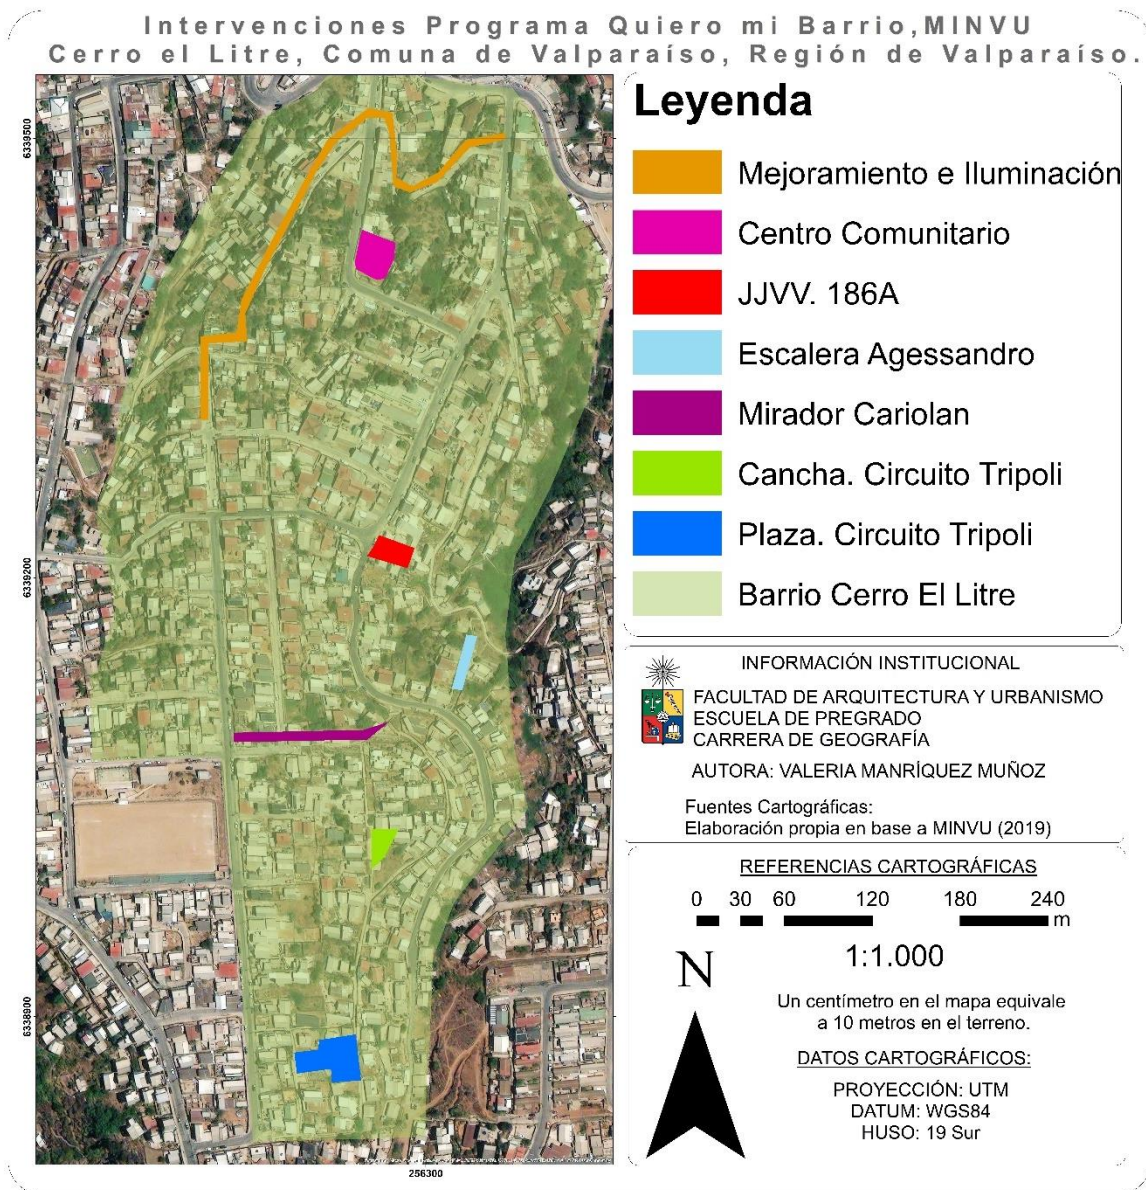 Intervenciones Programa Quiero mi Barrio,MINVU
Cerro el Litre, Comuna de Valparaíso, Región de Valparaíso.
6339500
6339200
6338900
256300
Leyenda
Mejoramiento e Iluminación
Centro Comunitario
JJVV. 186A
Escalera Agessandro
Mirador Cariolan
Cancha. Circuito Tripoli
Plaza. Circuito Tripoli
Barrio Cerro El Litre
INFORMACIÓN INSTITUCIONAL
FACULTAD DE ARQUITECTURA Y URBANISMO
ESCUELA DE PREGRADO
CARRERA DE GEOGRAFÍA
AUTORA: VALERIA MANRÍQUEZ MUÑOZ
Fuentes Cartográficas:
Elaboración propia en base a MINVU (2019)
REFERENCIAS CARTOGRÁFICAS
0 30 60 120 180 240
m
1:1.000
N
Un centímetro en el mapa equivale
a 10 metros en el terreno.
DATOS CARTOGRÁFICOS:
PROYECCIÓN: UTM
DATUM: WGS84
HUSO: 19 Sur